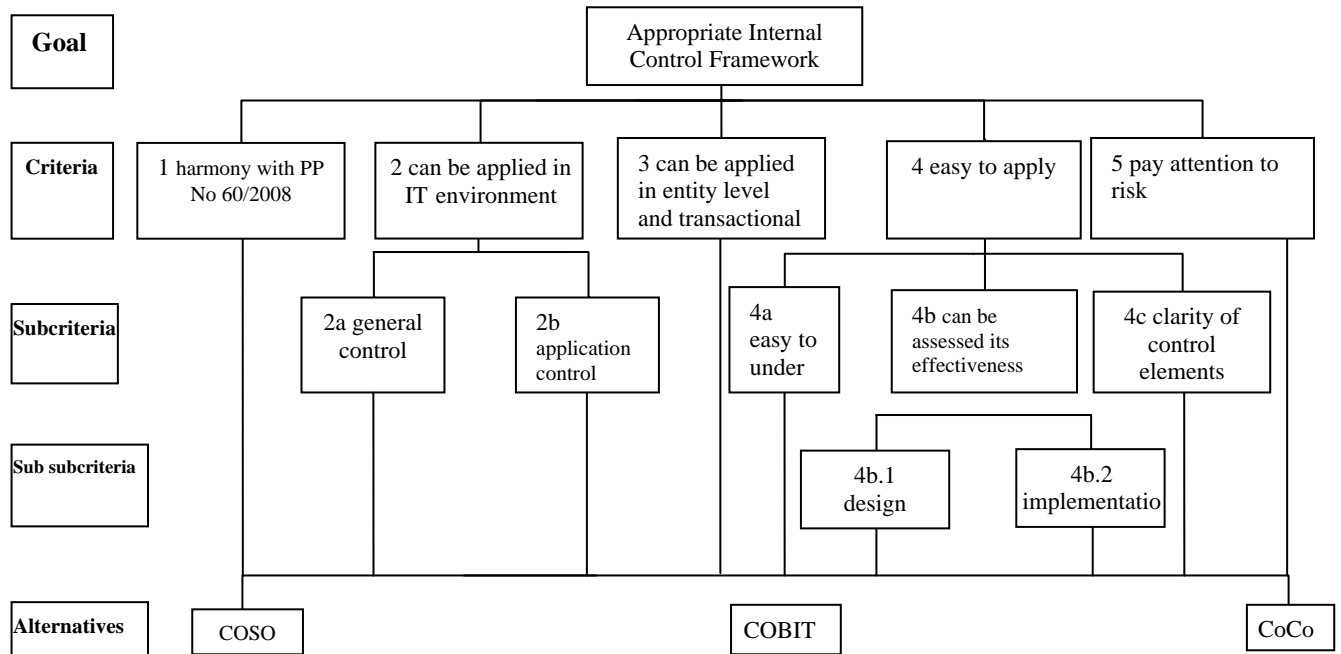 Goal
Appropriate Internal
Control Framework
Criteria
1 harmony with PP
No 60/2008
2 can be applied in
IT environment
3 can be applied
in entity level
and transactional
4 easy to apply
5 pay attention to
risk
Subcriteria
2a general
control
2b
application
control
4a
easy to
under
4b can be
assessed its
effectiveness
4c clarity of
control
elements
Sub subcriteria
4b.1
design
4b.2
implementatio
Alternatives
COSO
COBIT
CoCo